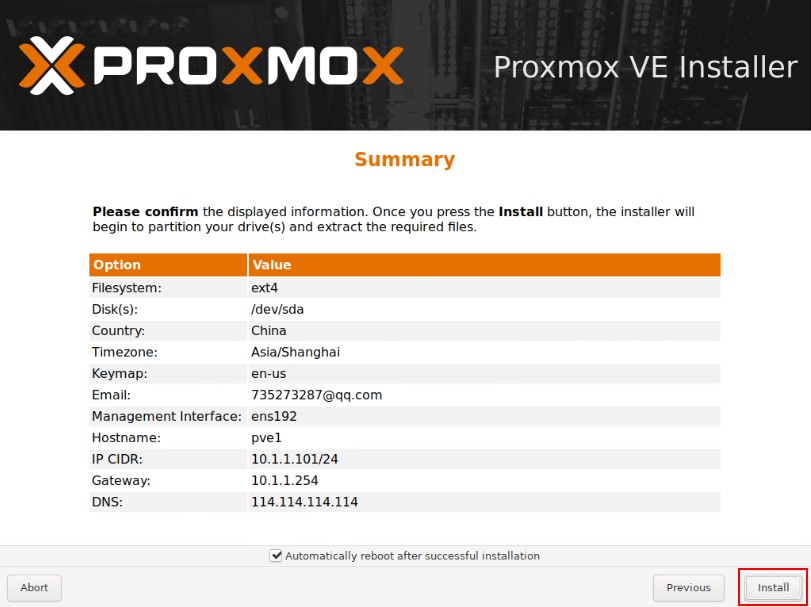 PROXMOX
Proxmox VE Installer
Summary
Please confirm the displayed information. Once you press the Install button, the installer will
begin to partition your drive(s) and extract the required files.
Option Value
Filesystem: ext4
Disk(s): /dev/sda
Country: China
Timezone: Asia/Shanghai
Keymap: en-us
Email: 735273287@qq.com
Management Interface: ens192
Hostname: pve1
IP CIDR: 10.1.1.101/24
Gateway: 10.1.1.254
DNS: 114.114.114.114
Automatically reboot after successful installation
Abort Previous Install